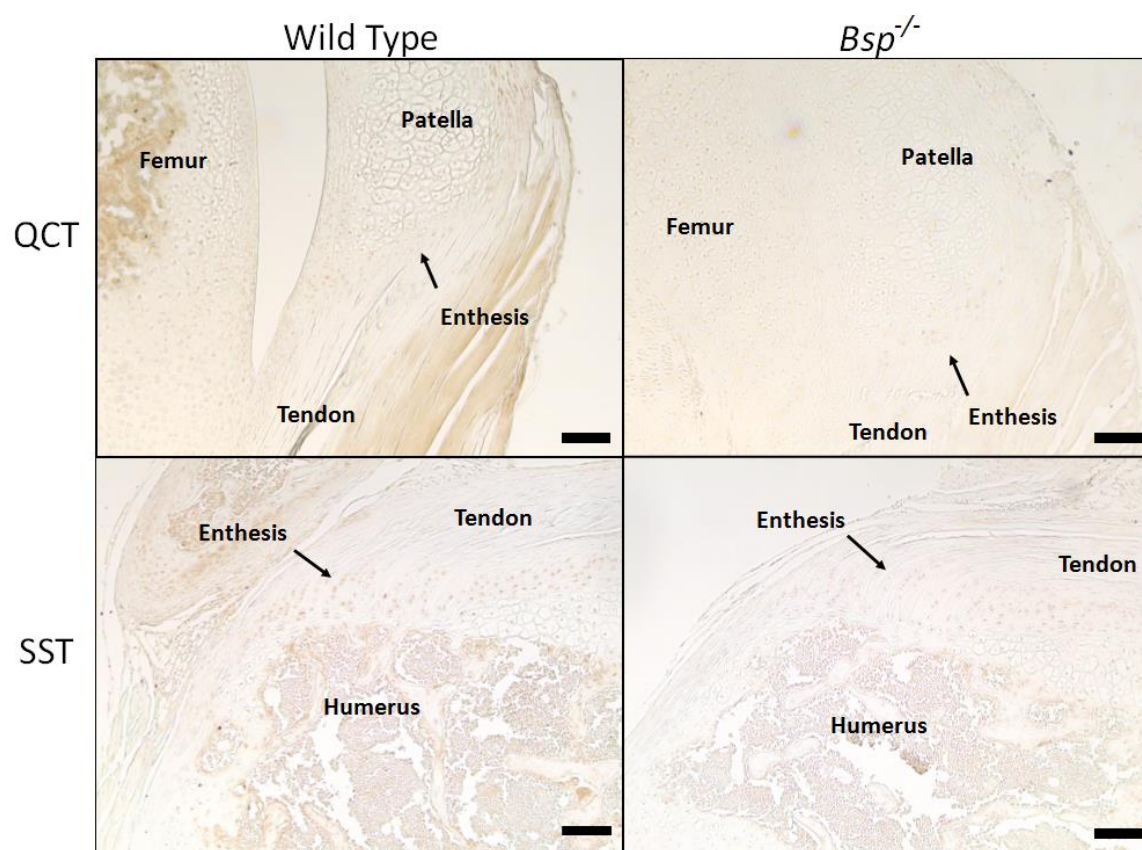 Wild Type
Bsp-/-
QCT
Femur
Patella
Enthesis
Tendon
Patella
Femur
Enthesis
Tendon
SST
Enthesis
Tendon
Humerus
Enthesis
Tendon
Humerus